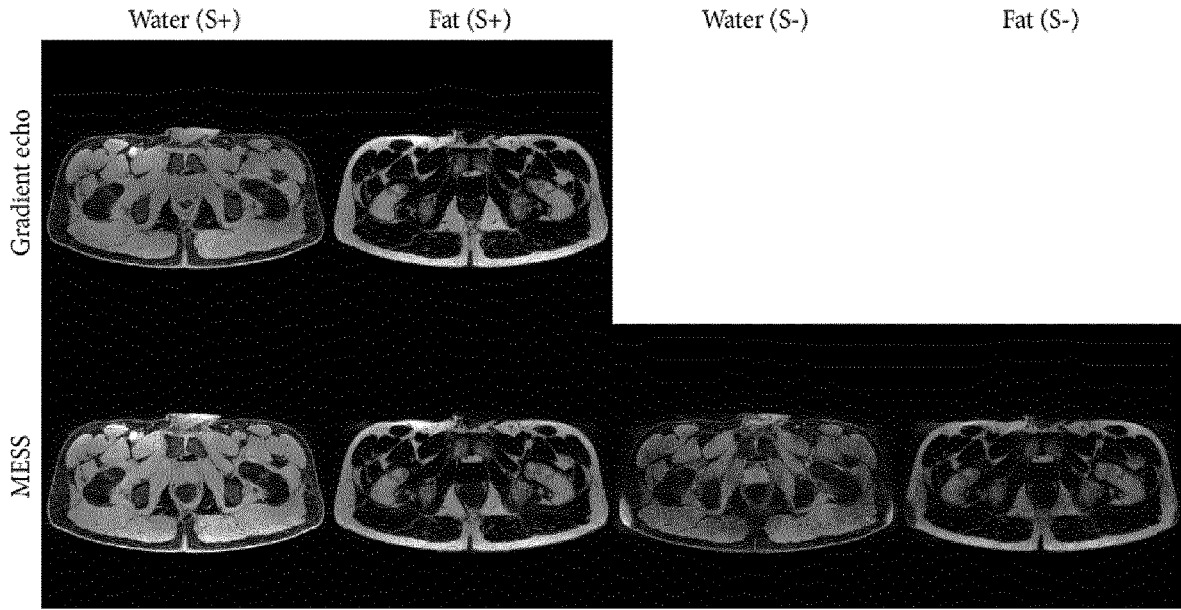 Water (S+) Fat (S+) Water (S-) Fat (S-)
Gradient echo
MESS